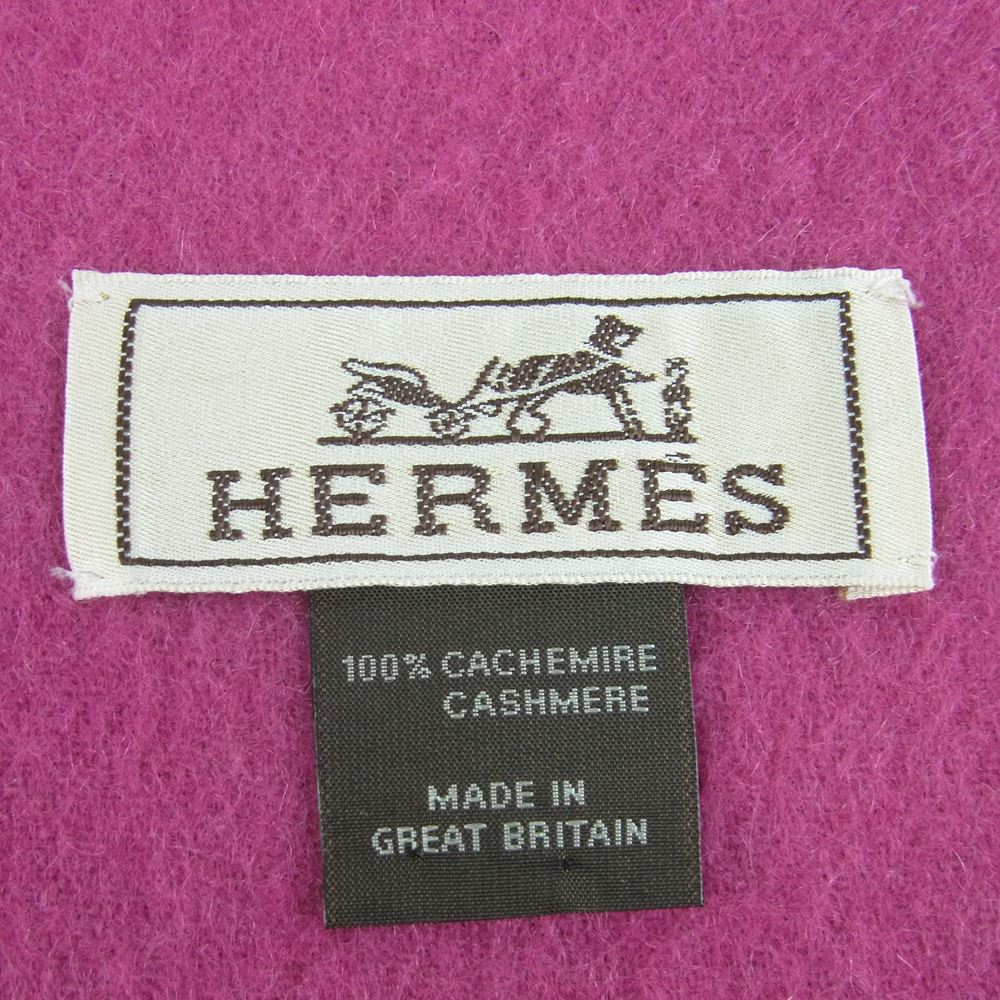 HERMÈS
100% CACHEMIRE
CASHMERE
MADE IN
GREAT BRITAIN